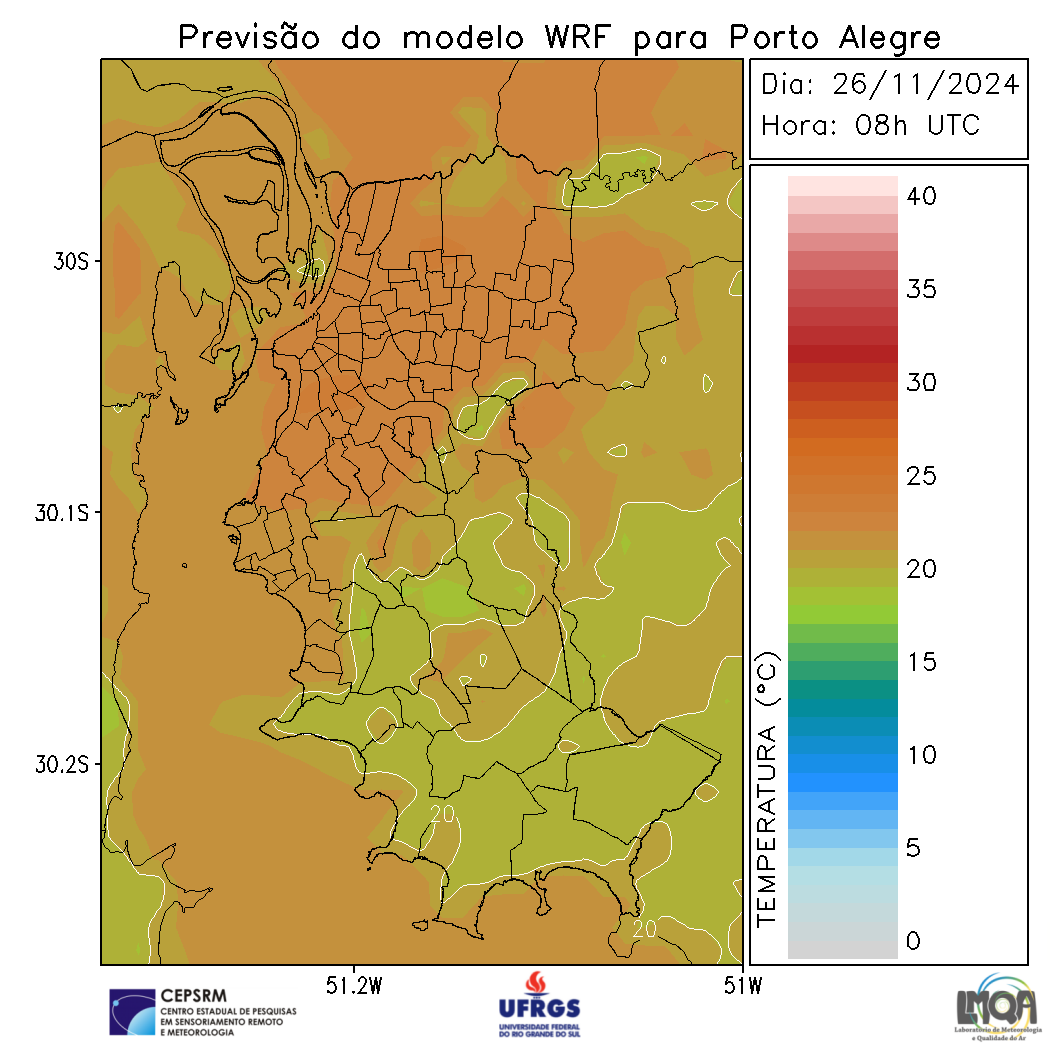 Previsão do modelo WRF para Porto Alegre
Dia: 26/11/2024
Hora: 08h UTC
40
35
30
25
20
15
10
5
0
TEMPERATURA (°C)
30S
30.1S
30.2S
20
20
51.2W
51W
CEPSRM
CENTRO ESTADUAL DE PESQUISAS
EM SENSORIAMENTO REMOTO
E METEOROLOGIA
UFRGS
UNIVERSIDADE FEDERAL
DO RIO GRANDE DO SUL
LMQA
Laboratório de Meteorologia
e Qualidade do Ar